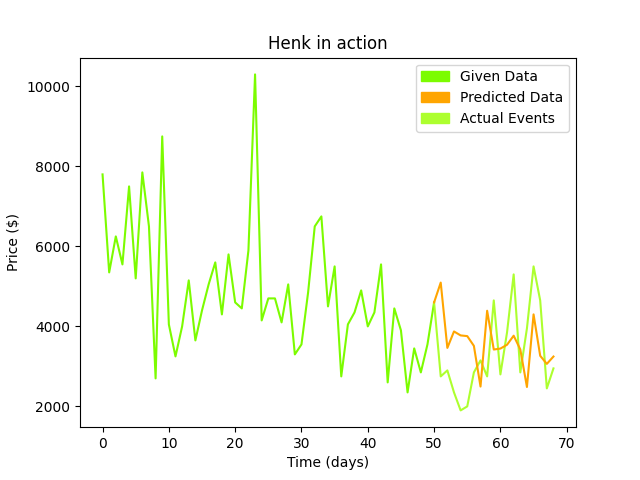 Henk in action
Given Data
Predicted Data
Actual Events
Price ($)
10000
8000
6000
4000
2000
0 10 20 30 40 50 60 70
Time (days)